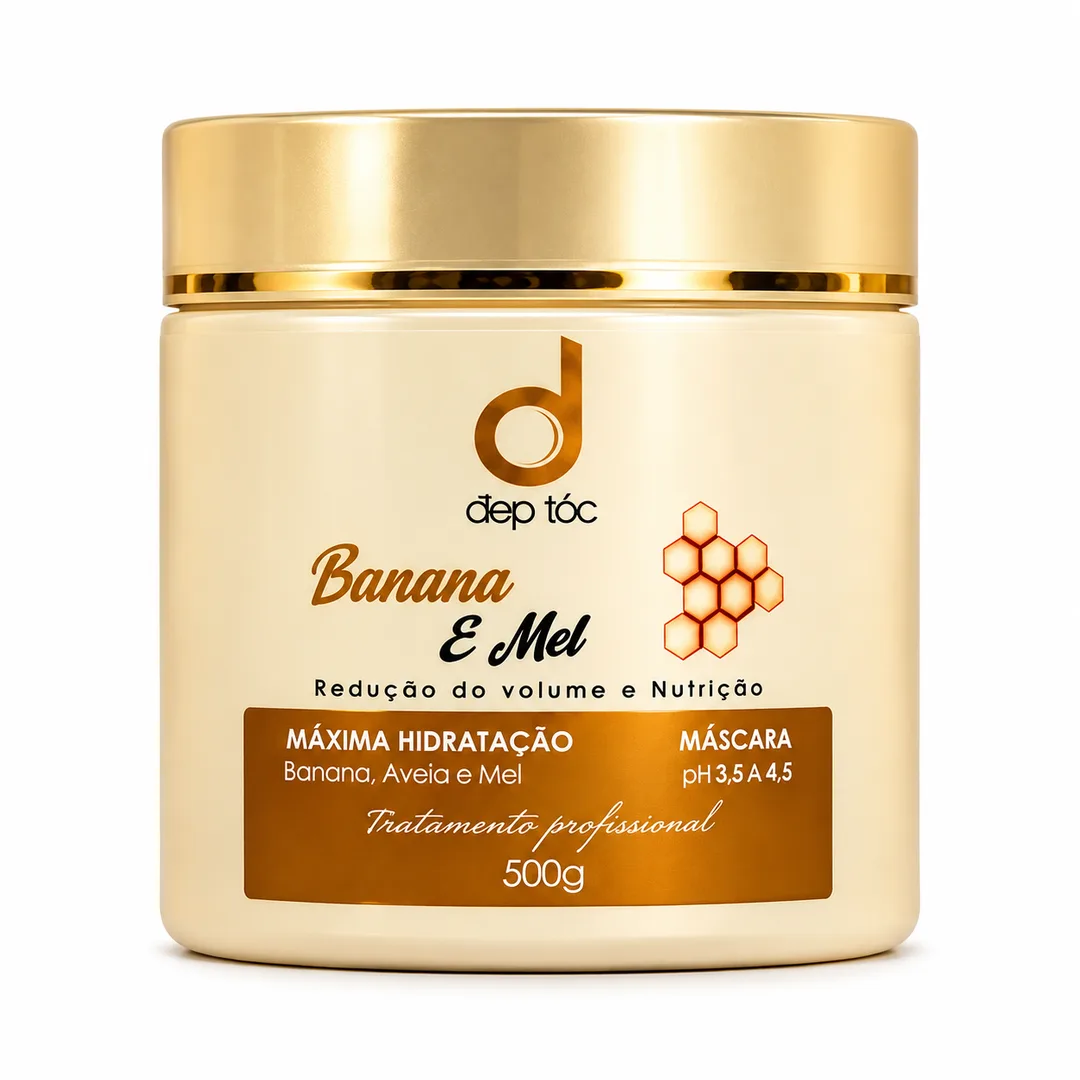 đep tóc
Banana
E Mel
Redução do volume e Nutrição
MÁXIMA HIDRATAÇÃO
Banana, Aveia e Mel
MÁSCARA
pH 3,5 A 4,5
Tratamento profissional
500g